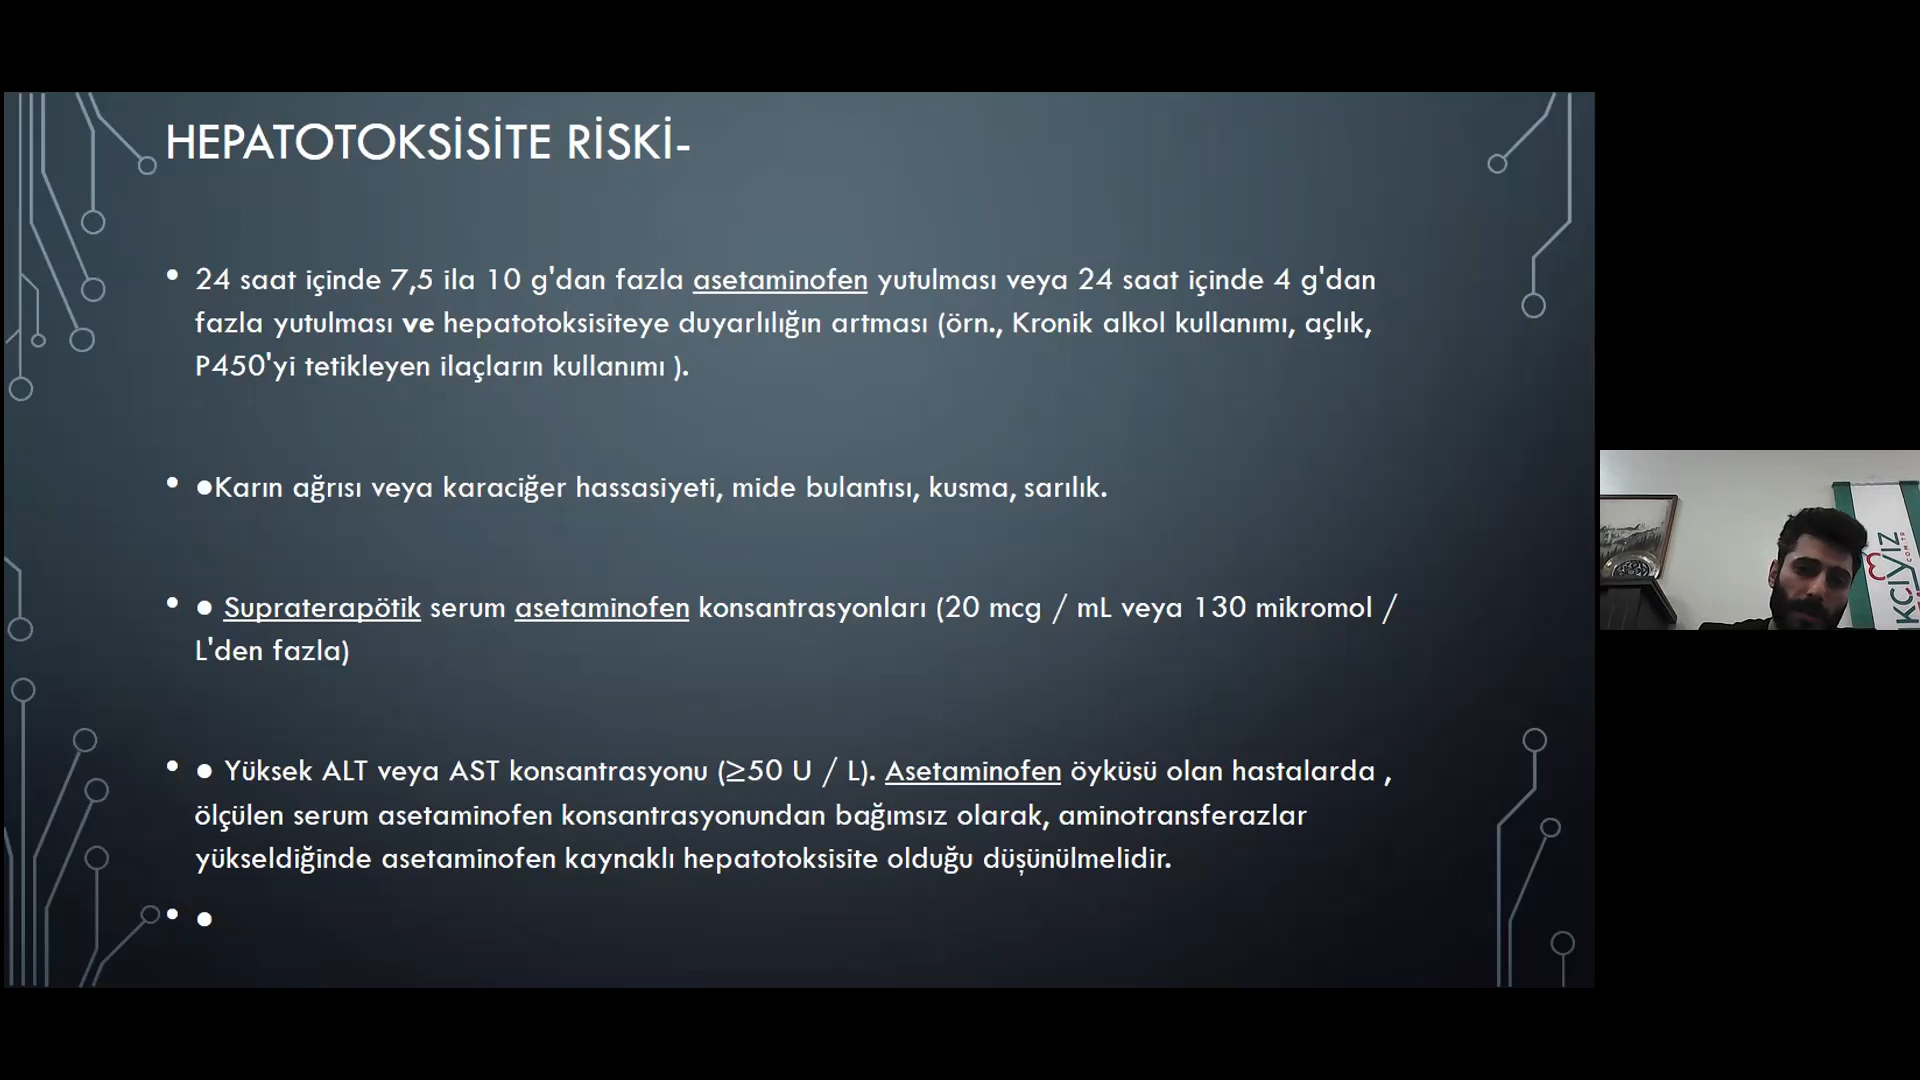 HEPATOTOKSİSİTE RİSKİ-
• 24 saat içinde 7,5 ila 10 g'dan fazla asetaminofen yutulması veya 24 saat içinde 4 g'dan
fazla yutulması ve hepatotoksisiteye duyarlılığın artması (örn., Kronik alkol kullanımı, açlık,
P450'yi tetikleyen ilaçların kullanımı ).
• ●Karın ağrısı veya karaciğer hassasiyeti, mide bulantısı, kusma, sarılık.
• ● Supraterapötik serum asetaminofen konsantrasyonları (20 mcg / mL veya 130 mikromol /
L'den fazla)
• ● Yüksek ALT veya AST konsantrasyonu (≥50 U / L). Asetaminofen öyküsü olan hastalarda ,
ölçülen serum asetaminofen konsantrasyonundan bağımsız olarak, aminotransferazlar
yükseldiğinde asetaminofen kaynaklı hepatotoksisite olduğu düşünülmelidir.
• ●
KCIYIZ